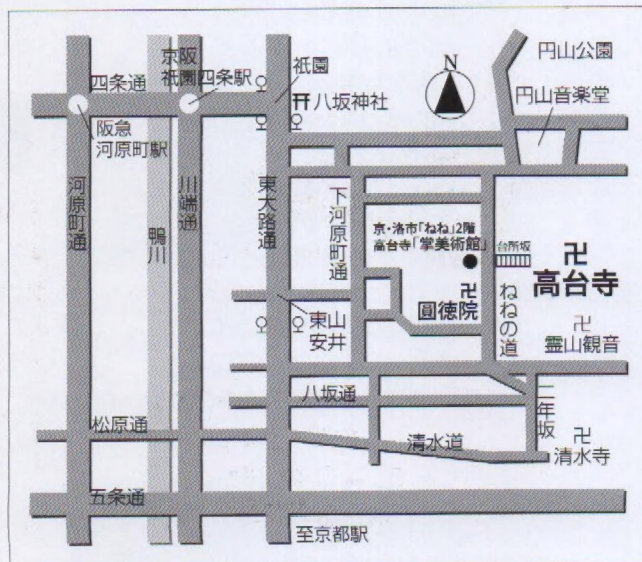 四条通
京阪
祇園四条駅
祇園
八坂神社
N
円山公園
円山音楽堂
阪急
河原町駅
河原町通
鴨川
川端通
東大路通
下河原町通
京・洛市「ねね」2階
高台寺「掌美術館」
台所坂
卍
高台寺
卍
圓徳院
ねねの道
卍
霊山観音
東山
安井
八坂通
二年坂
松原通
清水道
卍
清水寺
五条通
至京都駅